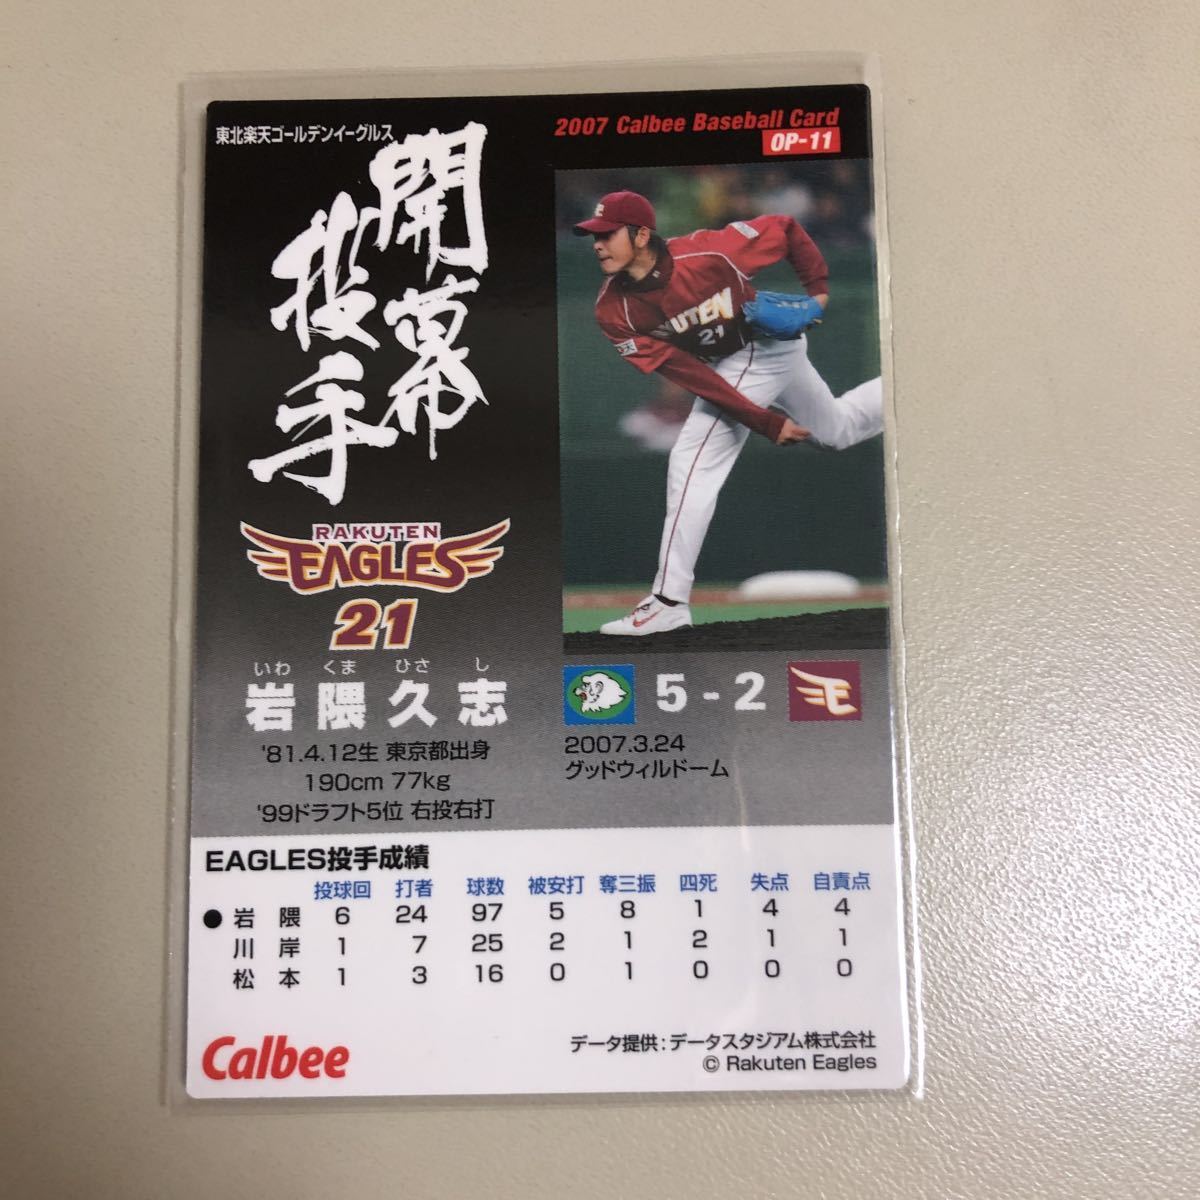 東北楽天ゴールデンイーグルス
2007 Calbee Baseball Card
OP-11
開幕
投手
RAKUTEN
EAGLES
21
いわ くま ひさ し
岩隈久志
'81.4.12生 東京都出身
190cm 77kg
'99ドラフト5位 右投右打
UTEN
21
5 - 2
2007.3.24
グッドウィルドーム
EAGLES投手成績
投球回 打者 球数 被安打 奪三振 四死 失点 自責点
●岩隈 6 24 97 5 8 1 4 4
川岸 1 7 25 2 1 2 1 1
松本 1 3 16 0 1 0 0 0
Calbee
データ提供:データスタジアム株式会社
© Rakuten Eagles